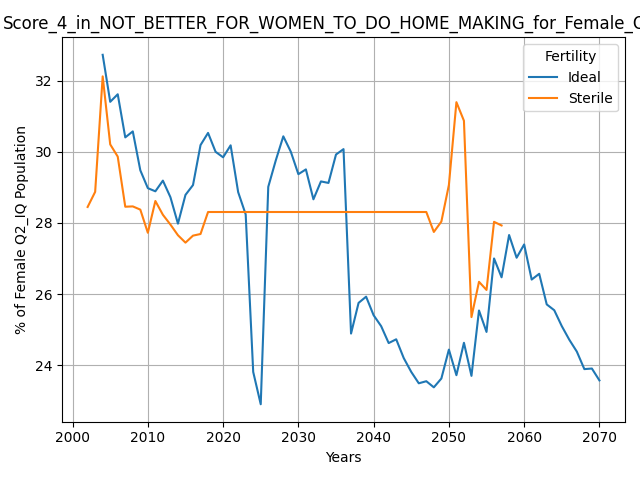 Score_4_in_NOT_BETTER_FOR_WOMEN_TO_DO_HOME_MAKING_for_Female_
Fertility
Ideal
Sterile
% of Female Q2_IQ Population
32
30
28
26
24
2000 2010 2020 2030 2040 2050 2060 2070
Years